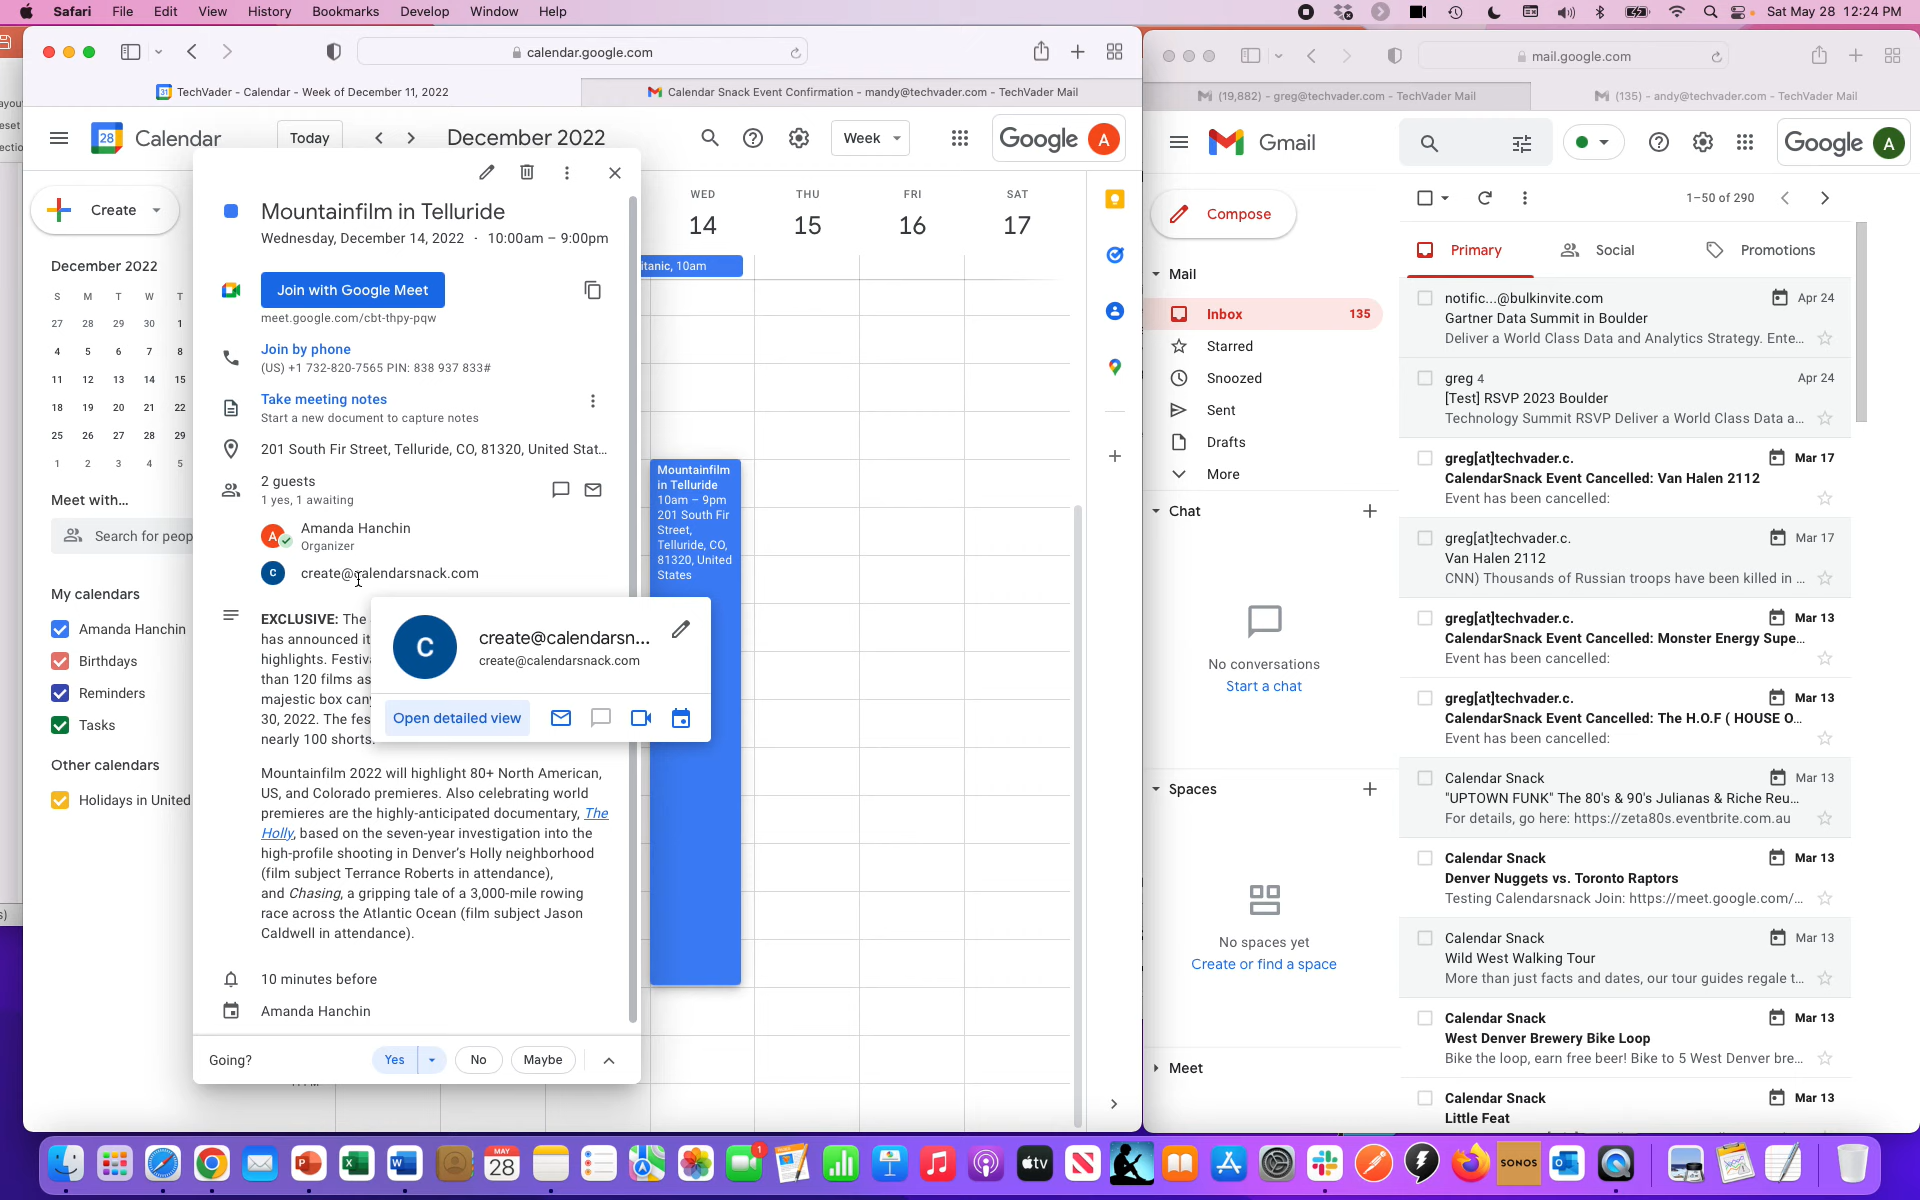 Safari File Edit View History Bookmarks Develop Window Help
Sat May 28 12:24 PM
calendar.google.com
TechVader - Calendar - Week of December 11, 2022
Calendar Snack Event Confirmation - mandy@techvader.com - TechVader Mail
28 Calendar
Today
December 2022
Week
Google A
Create
December 2022
S M T W T
27 28 29 30 1
4 5 6 7 8
11 12 13 14 15
18 19 20 21 22
25 26 27 28 29
1 2 3 4 5
Meet with...
Search for peop
My calendars
Amanda Hanchin
Birthdays
Reminders
Tasks
Other calendars
Holidays in United
Mountainfilm in Telluride
Wednesday, December 14, 2022 · 10:00am – 9:00pm
Join with Google Meet
meet.google.com/cbt-thpy-pqw
Join by phone
(US) +1 732-820-7565 PIN: 838 937 833#
Take meeting notes
Start a new document to capture notes
201 South Fir Street, Telluride, CO, 81320, United Stat...
2 guests
1 yes, 1 awaiting
A Amanda Hanchin
Organizer
C create@calendarsnack.com
EXCLUSIVE: The
has announced it
highlights. Festiva
than 120 films as
majestic box cany
30, 2022. The fes
nearly 100 shorts.
Mountainfilm 2022 will highlight 80+ North American,
US, and Colorado premieres. Also celebrating world
premieres are the highly-anticipated documentary, The
Holly, based on the seven-year investigation into the
high-profile shooting in Denver's Holly neighborhood
(film subject Terrance Roberts in attendance),
and Chasing, a gripping tale of a 3,000-mile rowing
race across the Atlantic Ocean (film subject Jason
Caldwell in attendance).
10 minutes before
Amanda Hanchin
Going?
Yes
No
Maybe
C
create@calendarsn...
create@calendarsnack.com
Open detailed view
WED THU FRI SAT
14 15 16 17
itanic, 10am
Mountainfilm
in Telluride
10am – 9pm
201 South Fir
Street,
Telluride, CO,
81320, United
States
mail.google.com
(19,882) - greg@techvader.com - TechVader Mail
(135) - andy@techvader.com - TechVader Mail
Gmail
Google A
Compose
Mail
Inbox 135
Starred
Snoozed
Sent
Drafts
More
Chat
No conversations
Start a chat
Spaces
No spaces yet
Create or find a space
Meet
1–50 of 290
Primary Social Promotions
notific...@bulkinvite.com Apr 24
Gartner Data Summit in Boulder
Deliver a World Class Data and Analytics Strategy. Ente...
greg 4 Apr 24
[Test] RSVP 2023 Boulder
Technology Summit RSVP Deliver a World Class Data a...
greg[at]techvader.c. Mar 17
CalendarSnack Event Cancelled: Van Halen 2112
Event has been cancelled:
greg[at]techvader.c. Mar 17
Van Halen 2112
CNN) Thousands of Russian troops have been killed in ...
greg[at]techvader.c. Mar 13
CalendarSnack Event Cancelled: Monster Energy Supe...
Event has been cancelled:
greg[at]techvader.c. Mar 13
CalendarSnack Event Cancelled: The H.O.F ( HOUSE O...
Event has been cancelled:
Calendar Snack Mar 13
"UPTOWN FUNK" The 80's & 90's Julianas & Riche Reu...
For details, go here: https://zeta80s.eventbrite.com.au
Calendar Snack Mar 13
Denver Nuggets vs. Toronto Raptors
Testing Calendarsnack Join: https://meet.google.com/...
Calendar Snack Mar 13
Wild West Walking Tour
More than just facts and dates, our tour guides regale t...
Calendar Snack Mar 13
West Denver Brewery Bike Loop
Bike the loop, earn free beer! Bike to 5 West Denver bre...
Calendar Snack Mar 13
Little Feat
MAY
28
1
tv
SONOS